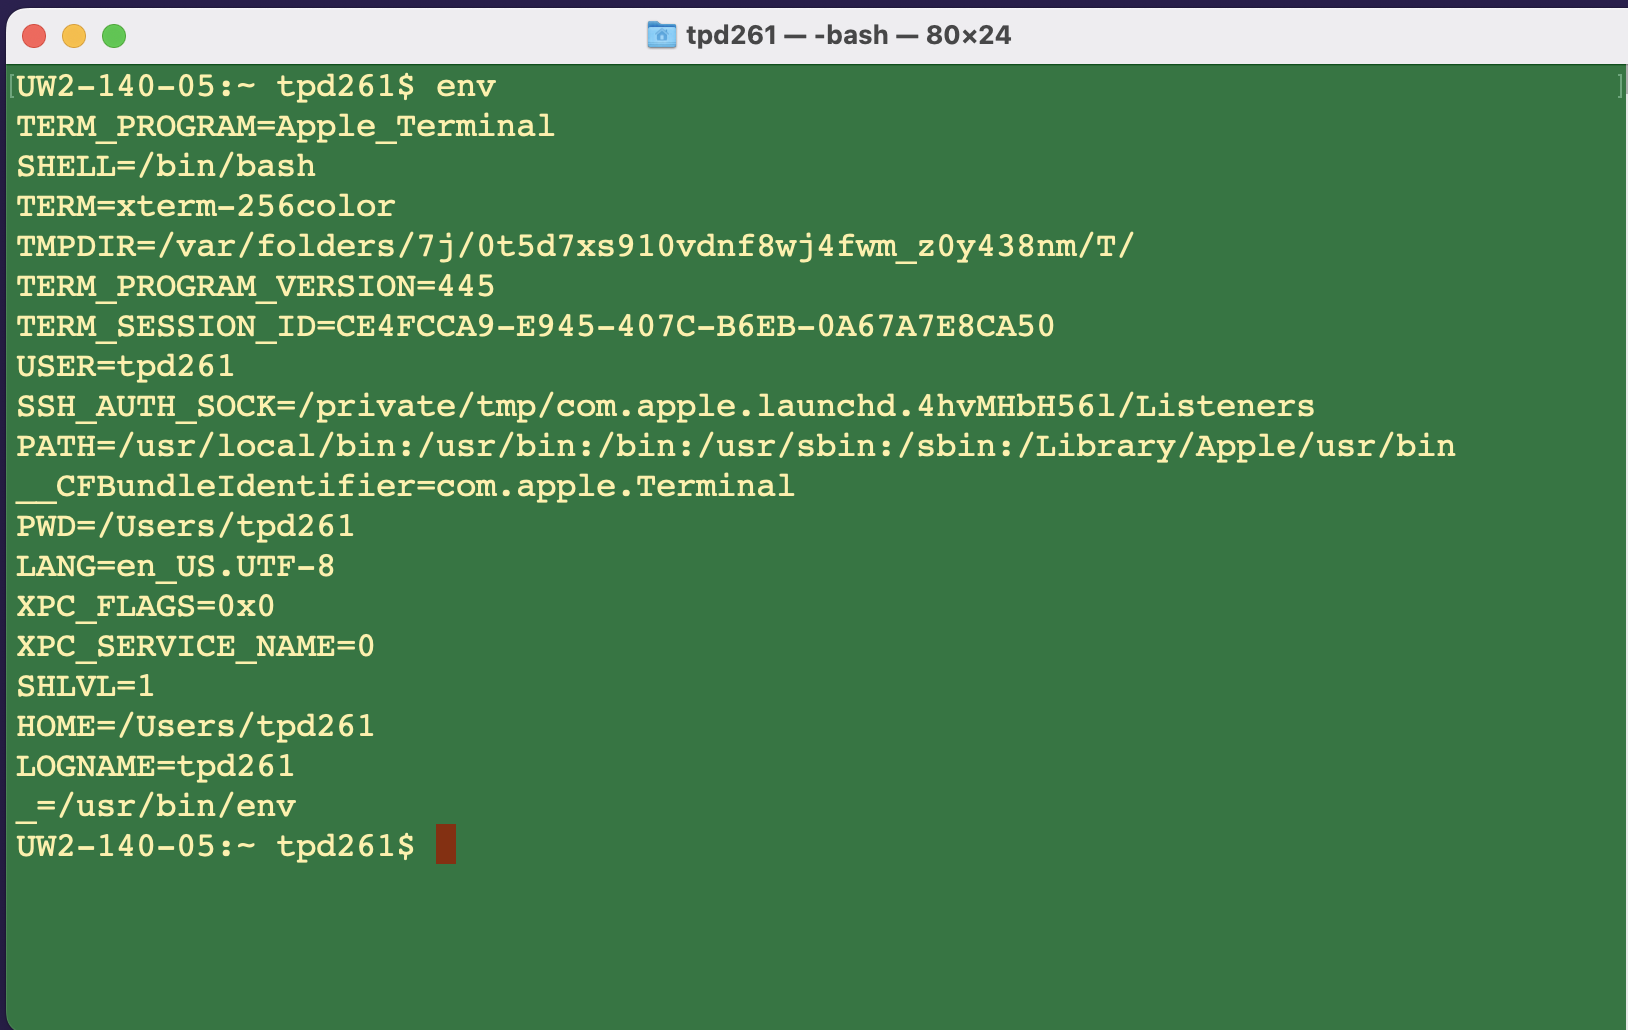 tpd261 — -bash — 80×24
UW2-140-05:~ tpd261$ env
TERM_PROGRAM=Apple_Terminal
SHELL=/bin/bash
TERM=xterm-256color
TMPDIR=/var/folders/7j/0t5d7xs910vdnf8wj4fwm_z0y438nm/T/
TERM_PROGRAM_VERSION=445
TERM_SESSION_ID=CE4FCCA9-E945-407C-B6EB-0A67A7E8CA50
USER=tpd261
SSH_AUTH_SOCK=/private/tmp/com.apple.launchd.4hvMHbH56l/Listeners
PATH=/usr/local/bin:/usr/bin:/bin:/usr/sbin:/sbin:/Library/Apple/usr/bin
__CFBundleIdentifier=com.apple.Terminal
PWD=/Users/tpd261
LANG=en_US.UTF-8
XPC_FLAGS=0x0
XPC_SERVICE_NAME=0
SHLVL=1
HOME=/Users/tpd261
LOGNAME=tpd261
_=/usr/bin/env
UW2-140-05:~ tpd261$